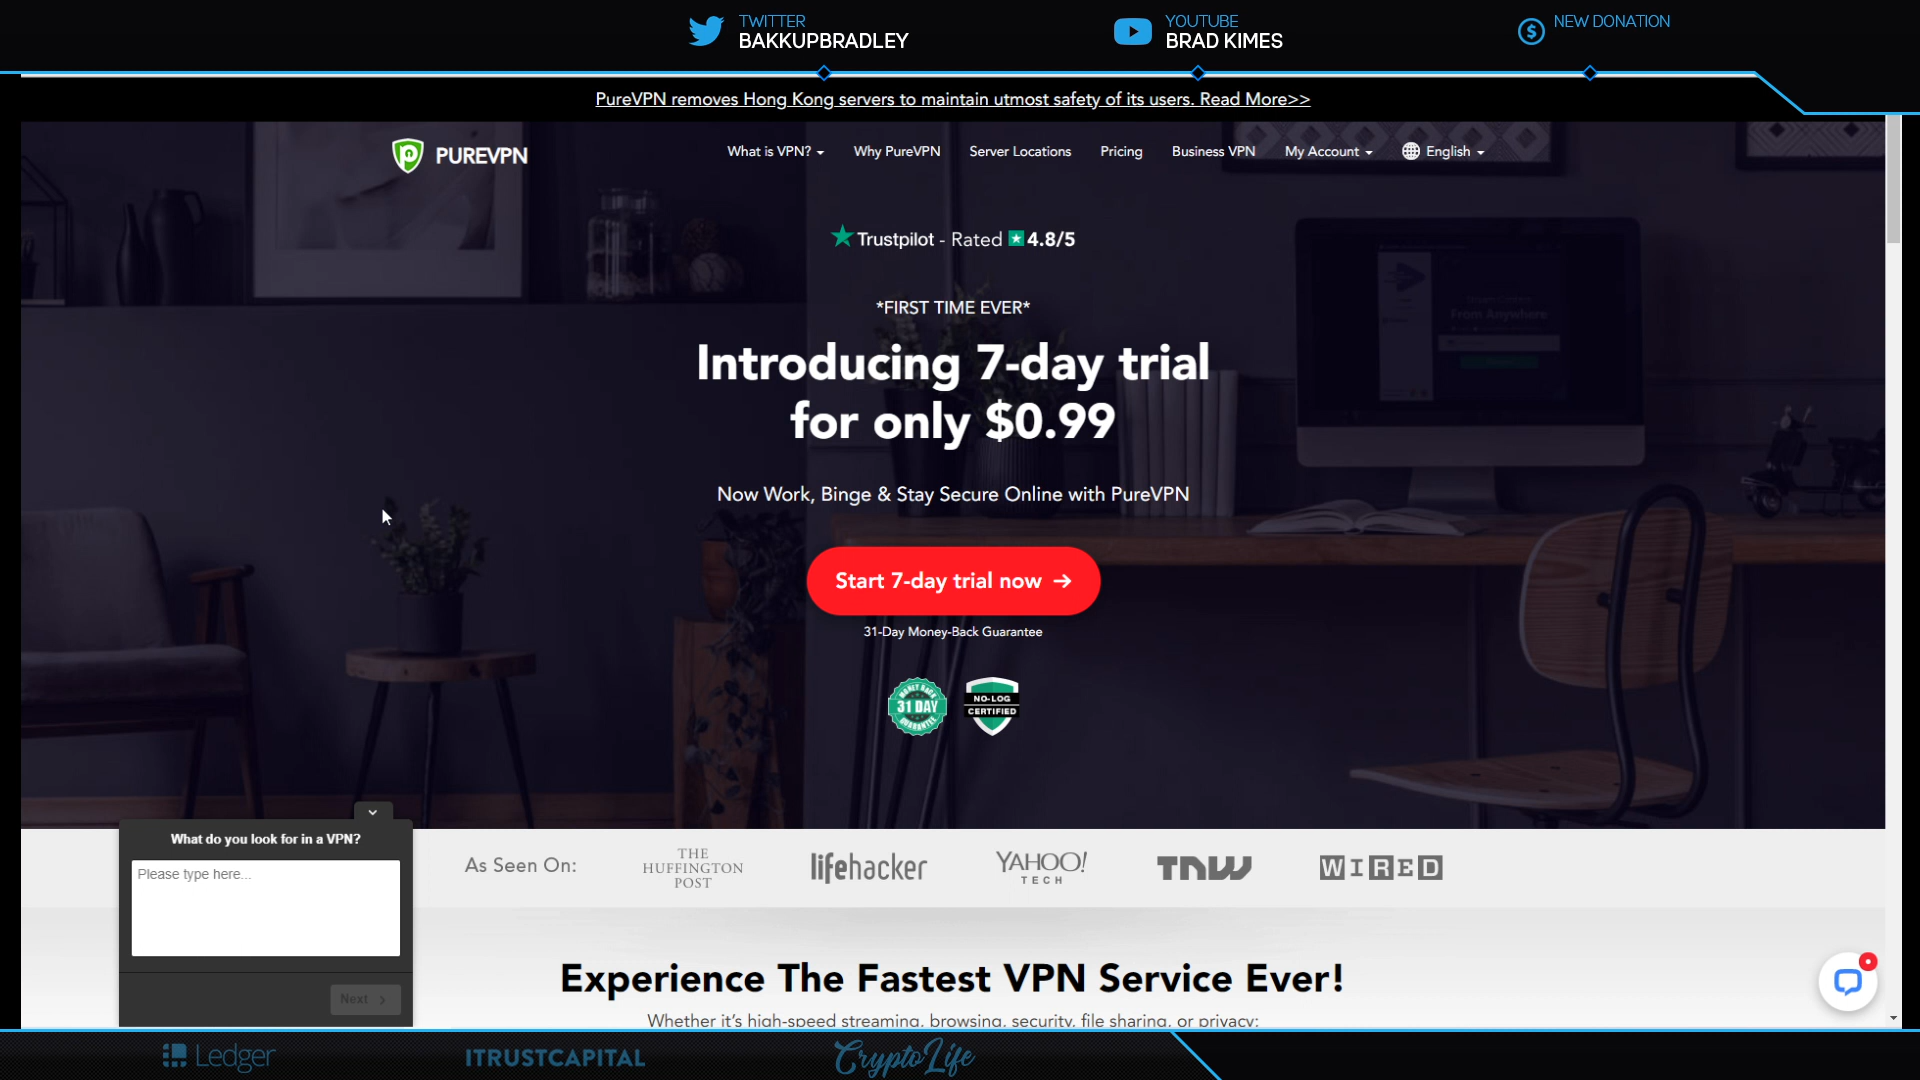 TWITTER
BAKKUPBRADLEY
YOUTUBE
BRAD KIMES
NEW DONATION
PureVPN removes Hong Kong servers to maintain utmost safety of its users. Read More>>
PUREVPN
What is VPN?
Why PureVPN
Server Locations
Pricing
Business VPN
My Account
English
Trustpilot - Rated 4.8/5
*FIRST TIME EVER*
Introducing 7-day trial
for only $0.99
Now Work, Binge & Stay Secure Online with PureVPN
Start 7-day trial now →
31-Day Money-Back Guarantee
MONEY BACK
31 DAY
GUARANTEE
NO-LOG
CERTIFIED
From Anywhere
What do you look for in a VPN?
Please type here...
Next
As Seen On:
THE
HUFFINGTON
POST
lifehacker
YAHOO!
TECH
TNW
WIRED
Experience The Fastest VPN Service Ever!
Whether it's high-speed streaming, browsing, security, file sharing, or privacy:
Ledger
ITRUSTCAPITAL
CryptoLife